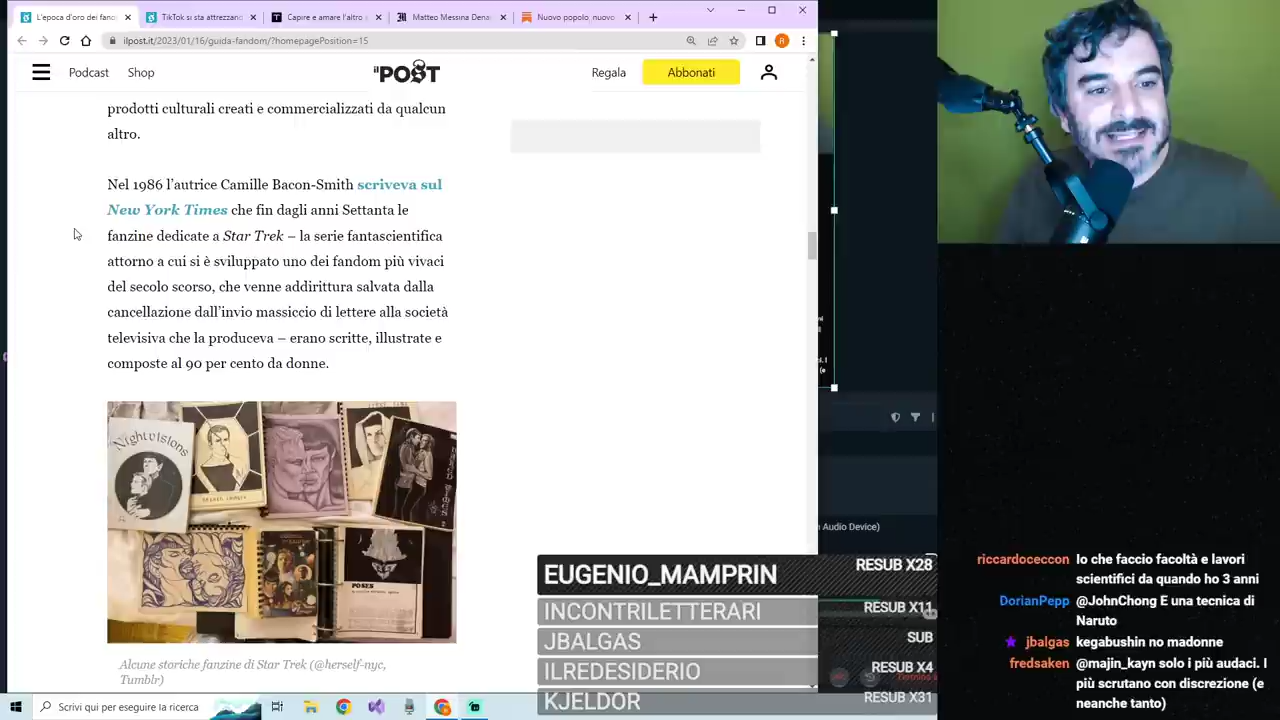 L'epoca d'oro dei fand
TikTok si sta attrezzand
Capire e amare l'altro s
Matteo Messina Dena
Nuovo popolo, nuovo
ilpost.it/2023/01/16/guida-fandom/?homepagePosition=15
Podcast
Shop
il POST
Regala
Abbonati
prodotti culturali creati e commercializzati da qualcun
altro.
Nel 1986 l'autrice Camille Bacon-Smith scriveva sul
New York Times che fin dagli anni Settanta le
fanzine dedicate a Star Trek – la serie fantascientifica
attorno a cui si è sviluppato uno dei fandom più vivaci
del secolo scorso, che venne addirittura salvata dalla
cancellazione dall'invio massiccio di lettere alla società
televisiva che la produceva – erano scritte, illustrate e
composte al 90 per cento da donne.
Nightvisions
POSES
Alcune storiche fanzine di Star Trek (@herself-nyc,
Tumblr)
Audio Device)
EUGENIO_MAMPRIN
RESUB X28
INCONTRILETTERARI
RESUB X11
JBALGAS
SUB
ILREDESIDERIO
RESUB X4
KJELDOR
RESUB X31
riccardoceccon Io che faccio facoltà e lavori
scientifici da quando ho 3 anni
DorianPepp @JohnChong E una tecnica di
Naruto
jbalgas kegabushin no madonne
fredsaken @majin_kayn solo i più audaci. I
più scrutano con discrezione (e
neanche tanto)
Scrivi qui per eseguire la ricerca